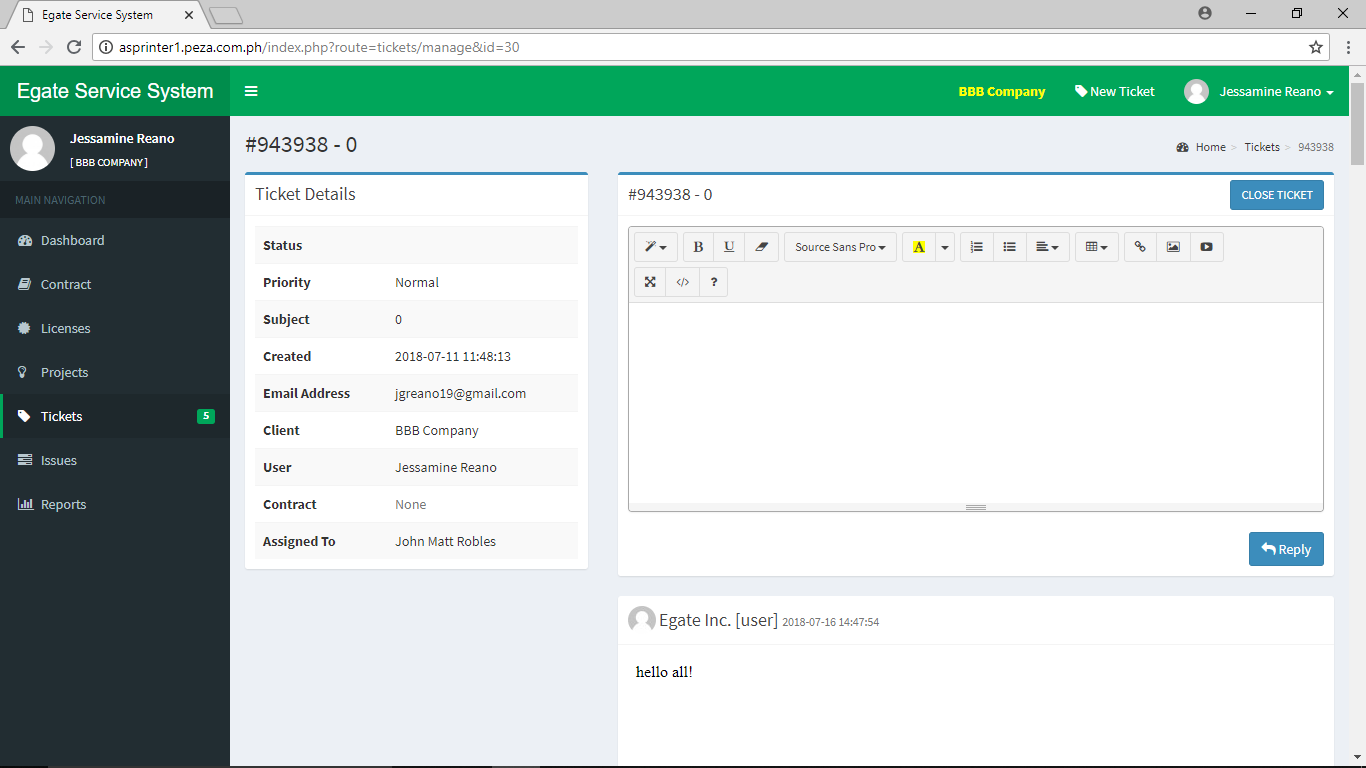 Egate Service System
asprinter1.peza.com.ph/index.php?route=tickets/manage&id=30
Egate Service System
BBB Company
New Ticket
Jessamine Reano
Jessamine Reano
[ BBB COMPANY ]
MAIN NAVIGATION
Dashboard
Contract
Licenses
Projects
Tickets 5
Issues
Reports
#943938 - 0
Home > Tickets > 943938
Ticket Details
Status
Priority Normal
Subject 0
Created 2018-07-11 11:48:13
Email Address jgreano19@gmail.com
Client BBB Company
User Jessamine Reano
Contract None
Assigned To John Matt Robles
#943938 - 0
CLOSE TICKET
B U Source Sans Pro A
</> ?
Reply
Egate Inc. [user] 2018-07-16 14:47:54
hello all!